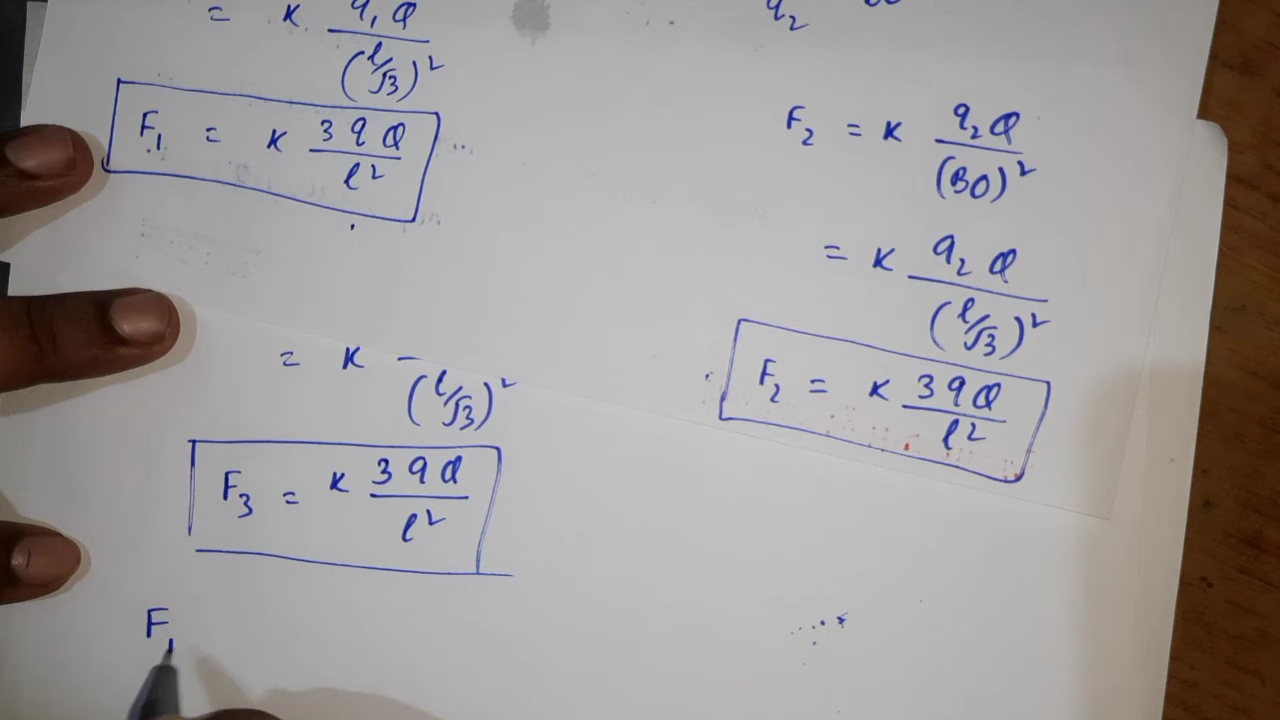 = K q₁Q / (l/√3)²
F₁ = K 3qQ / l²
= K — / (l/√3)²
F₃ = K 3qQ / l²
F₁
q₂
F₂ = K q₂Q / (BO)²
= K q₂Q / (l/√3)²
F₂ = K 3qQ / l²